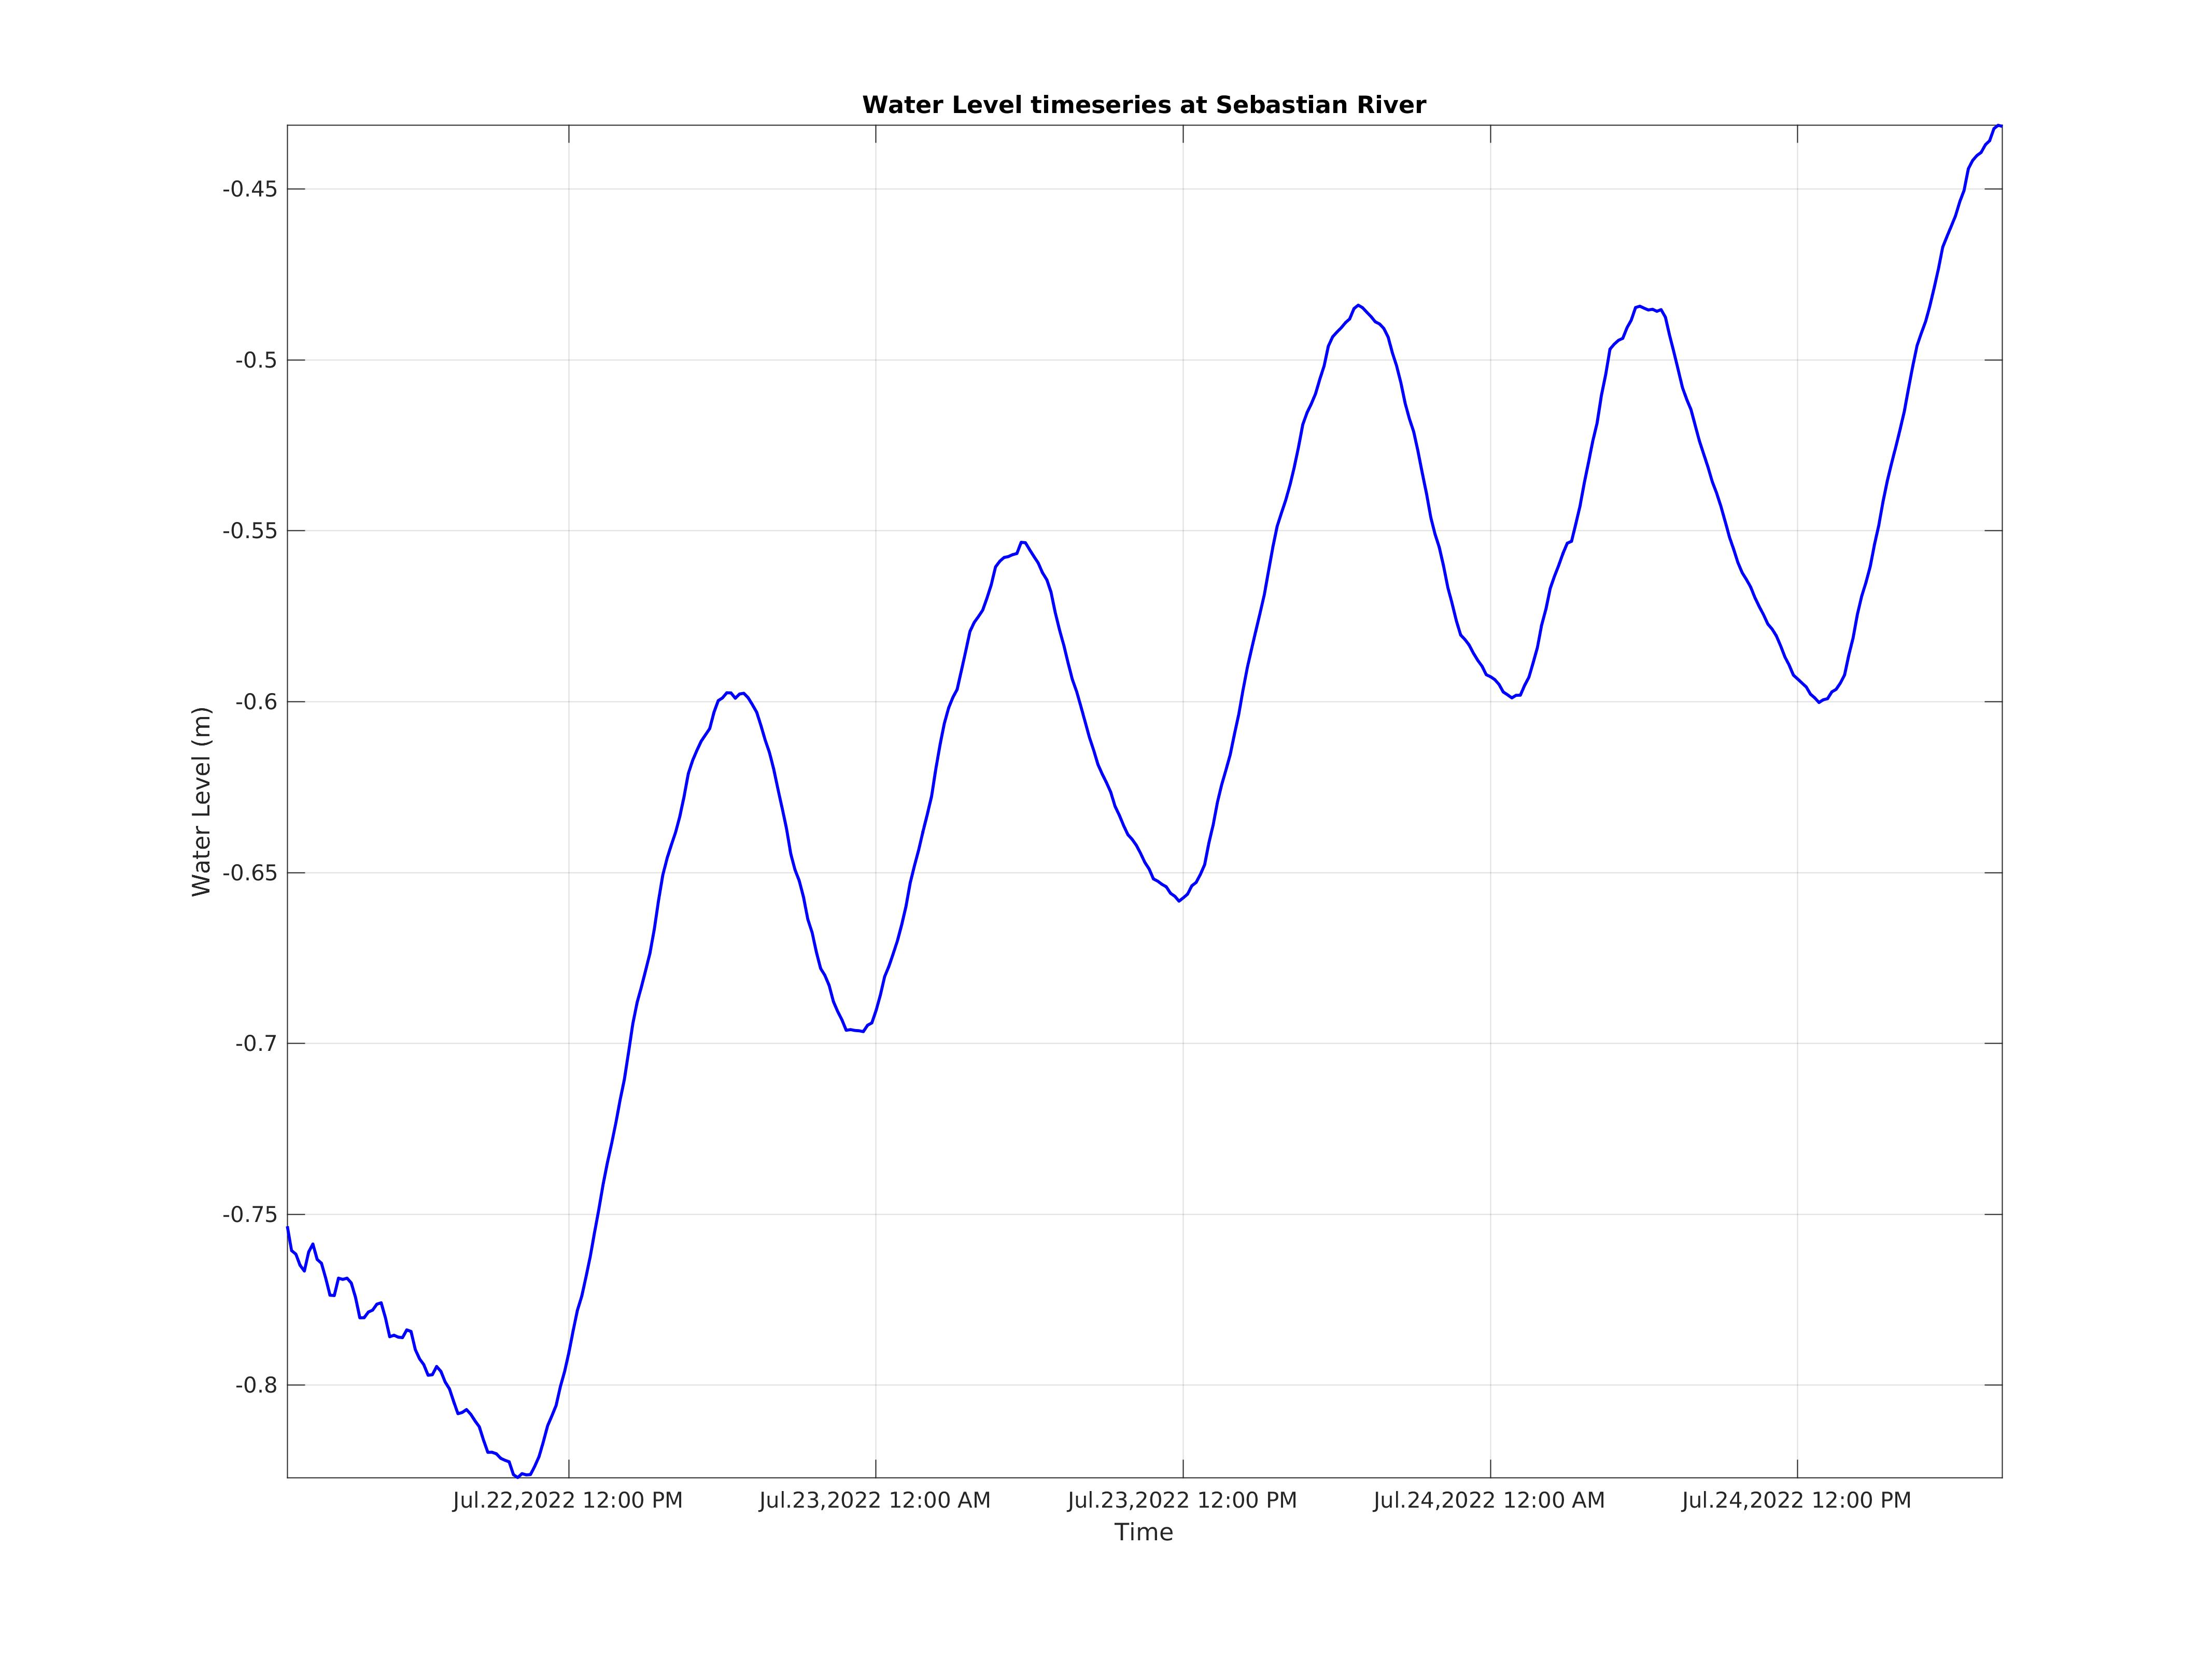 Water Level timeseries at Sebastian River
-0.45
-0.5
-0.55
-0.6
-0.65
-0.7
-0.75
-0.8
Water Level (m)
Jul.22,2022 12:00 PM
Jul.23,2022 12:00 AM
Jul.23,2022 12:00 PM
Jul.24,2022 12:00 AM
Jul.24,2022 12:00 PM
Time